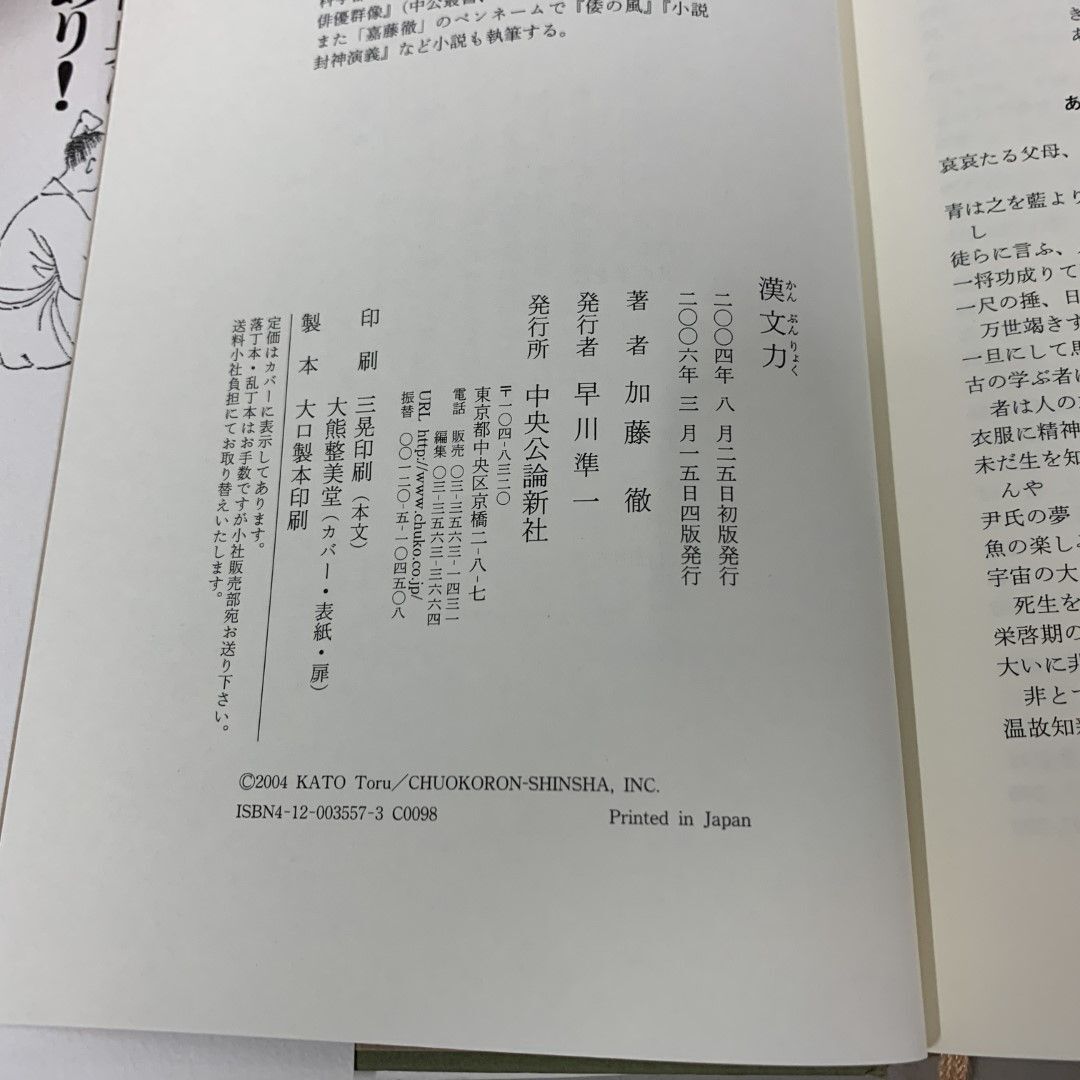 俳優群像』（中公叢書、
また「嘉藤徹」のペンネームで『倭の風』『小説
封神演義』など小説も執筆する。
漢文力
かんぶんりょく
二〇〇四年 八 月二五日初版発行
二〇〇六年 三 月一五日四版発行
著 者 加藤 徹
発行者 早川準一
発行所 中央公論新社
〒一〇四-八三二〇
東京都中央区京橋二-八-七
電話 販売 〇三-三五六三-一四三一
編集 〇三-三五六三-三六六四
URL http://www.chuko.co.jp/
振替 〇〇一二〇-五-一〇四五〇八
印 刷 三晃印刷（本文）
大熊整美堂（カバー・表紙・扉）
製 本 大口製本印刷
定価はカバーに表示してあります。
落丁本・乱丁本はお手数ですが小社販売部宛お送り下さい。
送料小社負担にてお取り替えいたします。
©2004 KATO Toru／CHUOKORON-SHINSHA, INC.
ISBN4-12-003557-3 C0098
Printed in Japan
り！
あ
哀哀たる父母、
青は之を藍より
し
徒らに言ふ、
一将功成りて
一尺の捶、日
万世竭きず
一旦にして馬
古の学ぶ者は
者は人の
衣服に精神
未だ生を知
んや
尹氏の夢
魚の楽し
宇宙の大
死生を
栄啓期の
大いに非
非とつ
温故知新